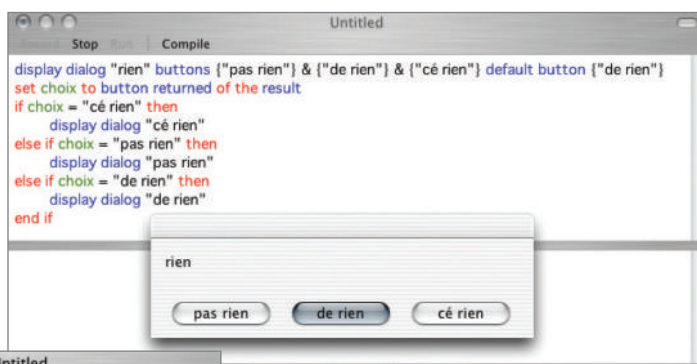 Untitled
Record Stop Run Compile
display dialog "rien" buttons {"pas rien"} & {"de rien"} & {"cé rien"} default button {"de rien"}
set choix to button returned of the result
if choix = "cé rien" then
display dialog "cé rien"
else if choix = "pas rien" then
display dialog "pas rien"
else if choix = "de rien" then
display dialog "de rien"
end if
rien
pas rien de rien cé rien
Untitled